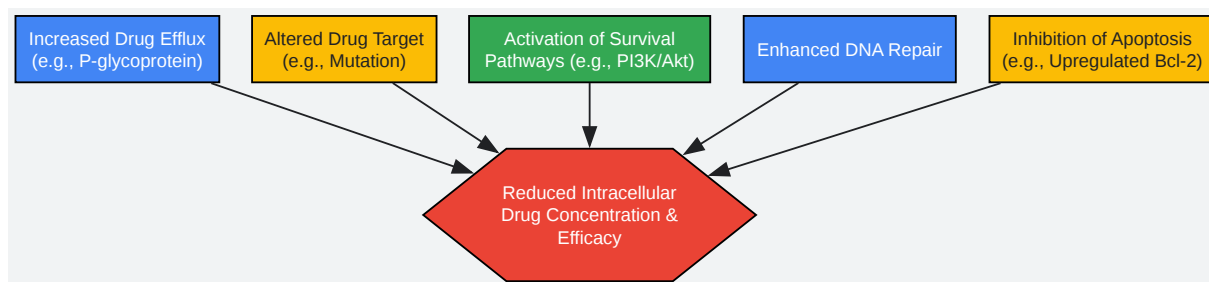 Increased Drug Efflux
(e.g., P-glycoprotein)
Altered Drug Target
(e.g., Mutation)
Activation of Survival
Pathways (e.g., PI3K/Akt)
Enhanced DNA Repair
Inhibition of Apoptosis
(e.g., Upregulated Bcl-2)
Reduced Intracellular
Drug Concentration &
Efficacy